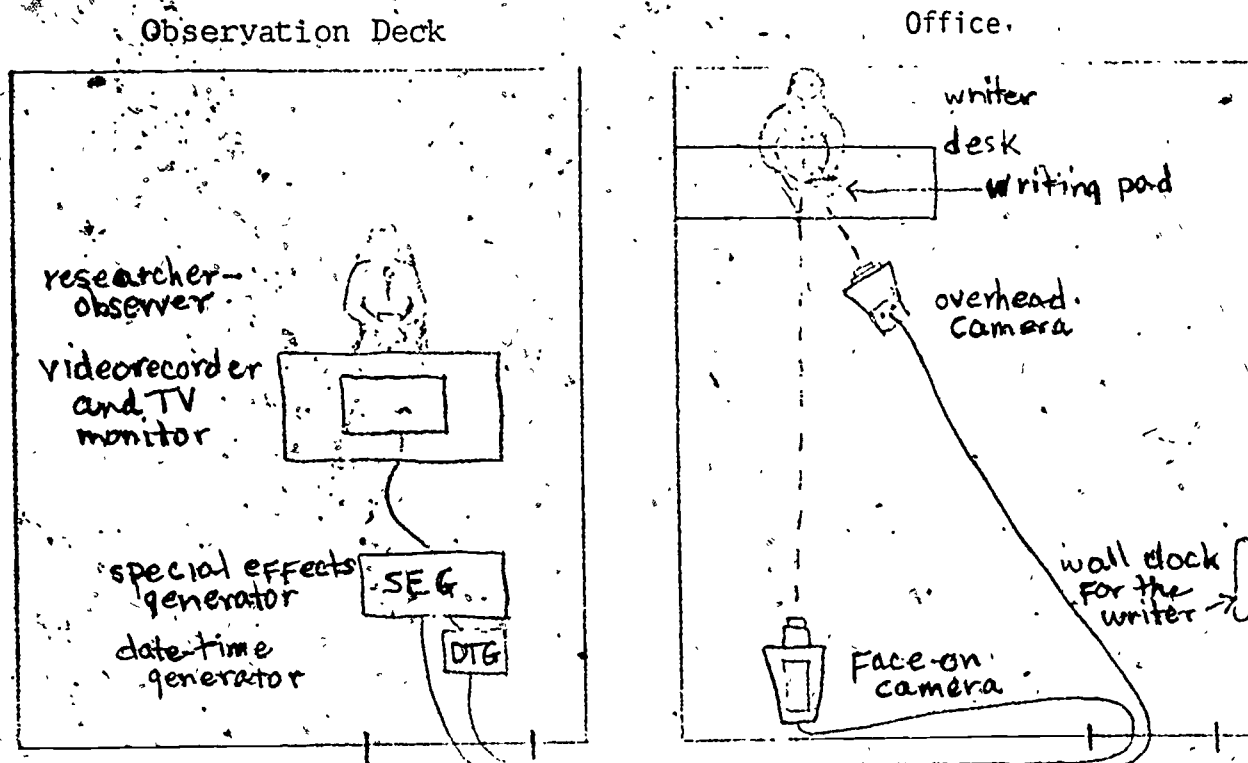 Observation Deck
researcher-
observer
videorecorder
and TV
monitor
special effects
generator
SEG
date-time
generator
DTG
Office
writer
desk
writing pad
overhead
camera
wall clock
for the
writer
Face-on
camera